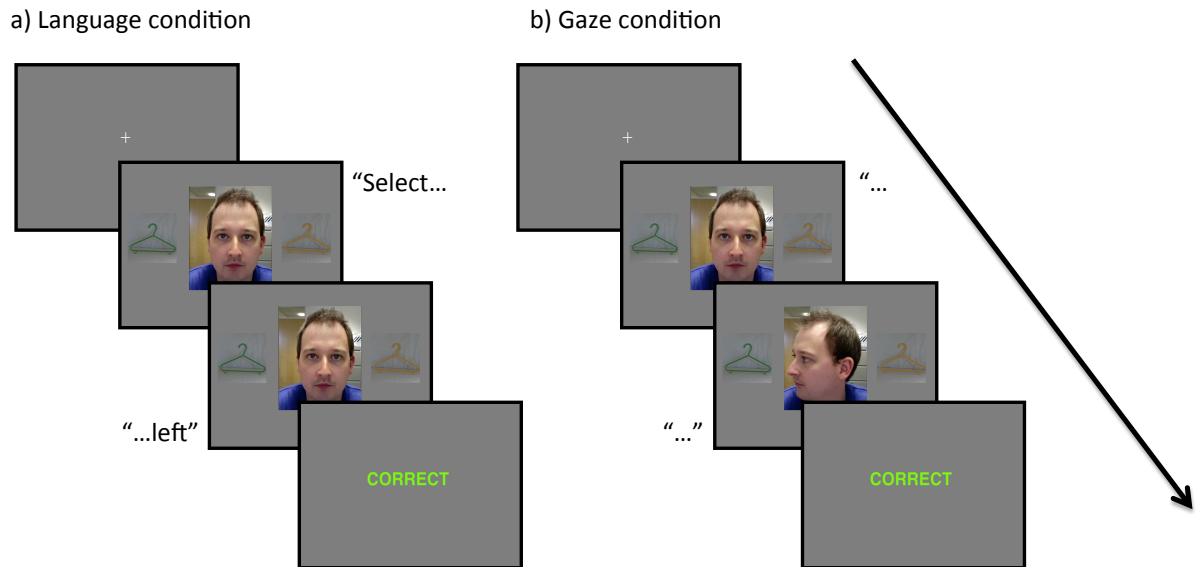 a) Language condition
b) Gaze condition
“Select...
“...
“...left”
“...”
CORRECT
CORRECT